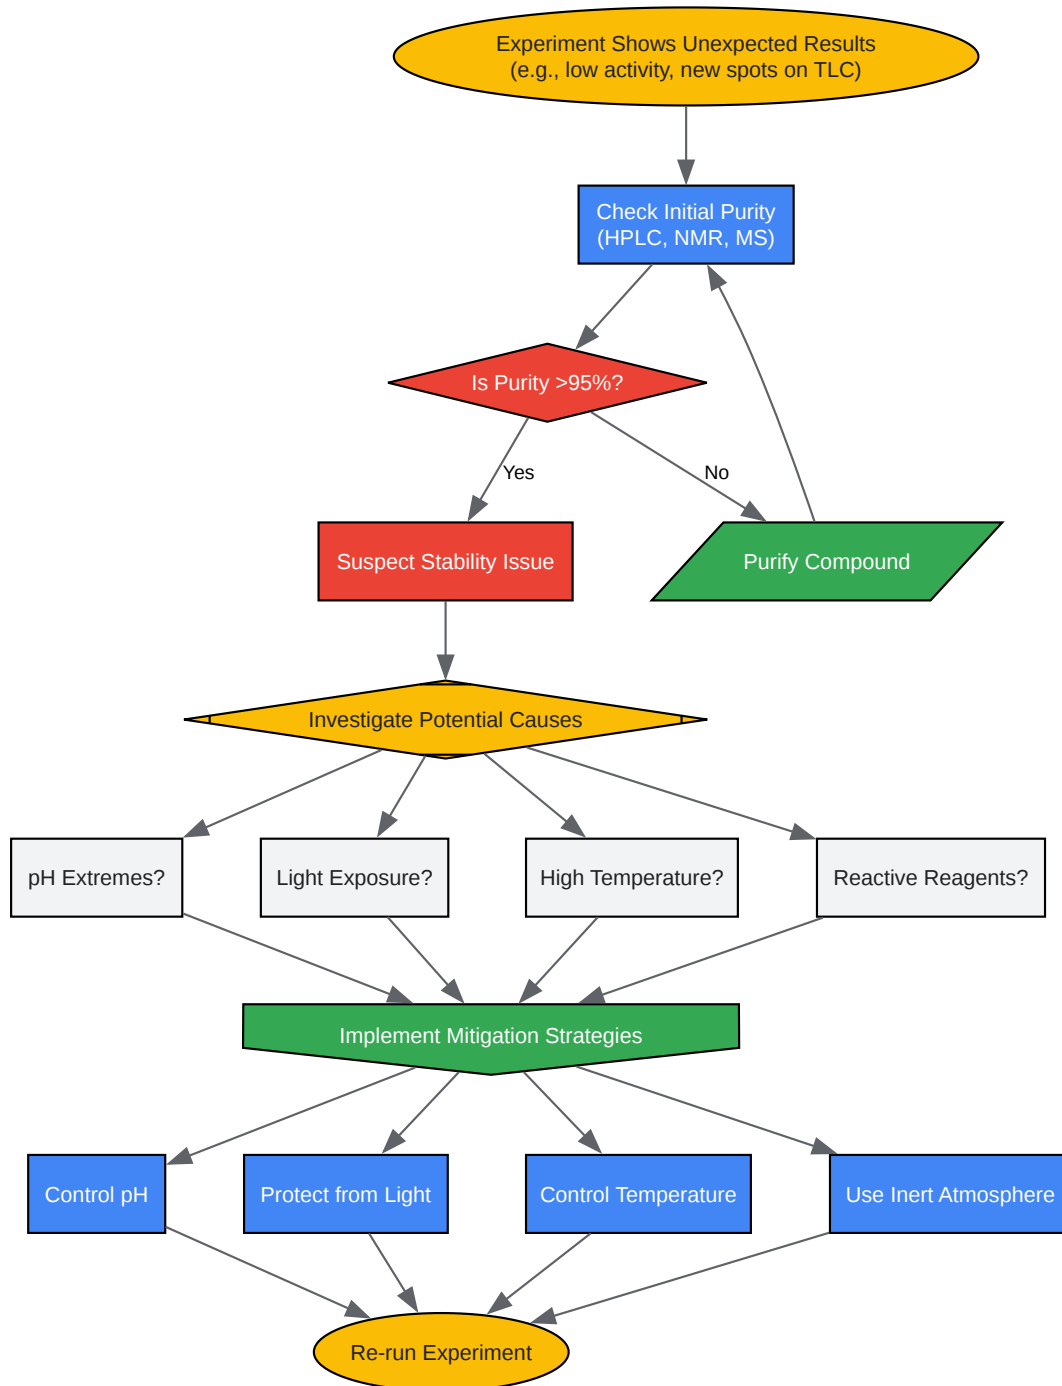 Experiment Shows Unexpected Results
(e.g., low activity, new spots on TLC)
Check Initial Purity
(HPLC, NMR, MS)
Is Purity >95%?
Yes
No
Suspect Stability Issue
Purify Compound
Investigate Potential Causes
pH Extremes?
Light Exposure?
High Temperature?
Reactive Reagents?
Implement Mitigation Strategies
Control pH
Protect from Light
Control Temperature
Use Inert Atmosphere
Re-run Experiment